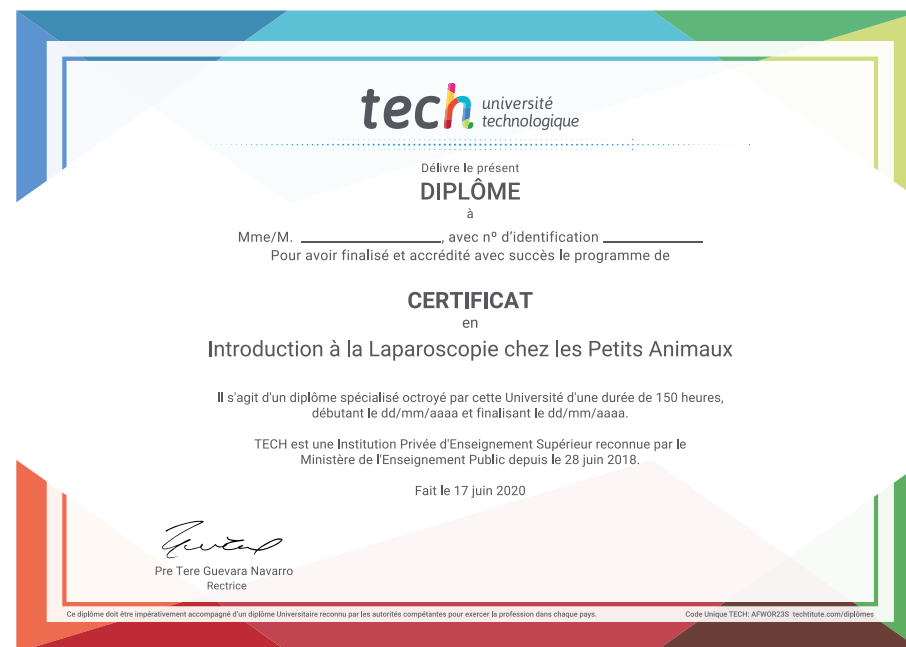 tech université
technologique
Délivre le présent
DIPLÔME
à
Mme/M. ____________________, avec nº d'identification ______________
Pour avoir finalisé et accrédité avec succès le programme de
CERTIFICAT
en
Introduction à la Laparoscopie chez les Petits Animaux
Il s'agit d'un diplôme spécialisé octroyé par cette Université d'une durée de 150 heures,
débutant le dd/mm/aaaa et finalisant le dd/mm/aaaa.
TECH est une Institution Privée d'Enseignement Supérieur reconnue par le
Ministère de l'Enseignement Public depuis le 28 juin 2018.
Fait le 17 juin 2020
Pre Tere Guevara Navarro
Rectrice
Ce diplôme doit être impérativement accompagné d'un diplôme Universitaire reconnu par les autorités compétantes pour exercer la profession dans chaque pays.
Code Unique TECH: AFWOR23S techtitute.com/diplômes